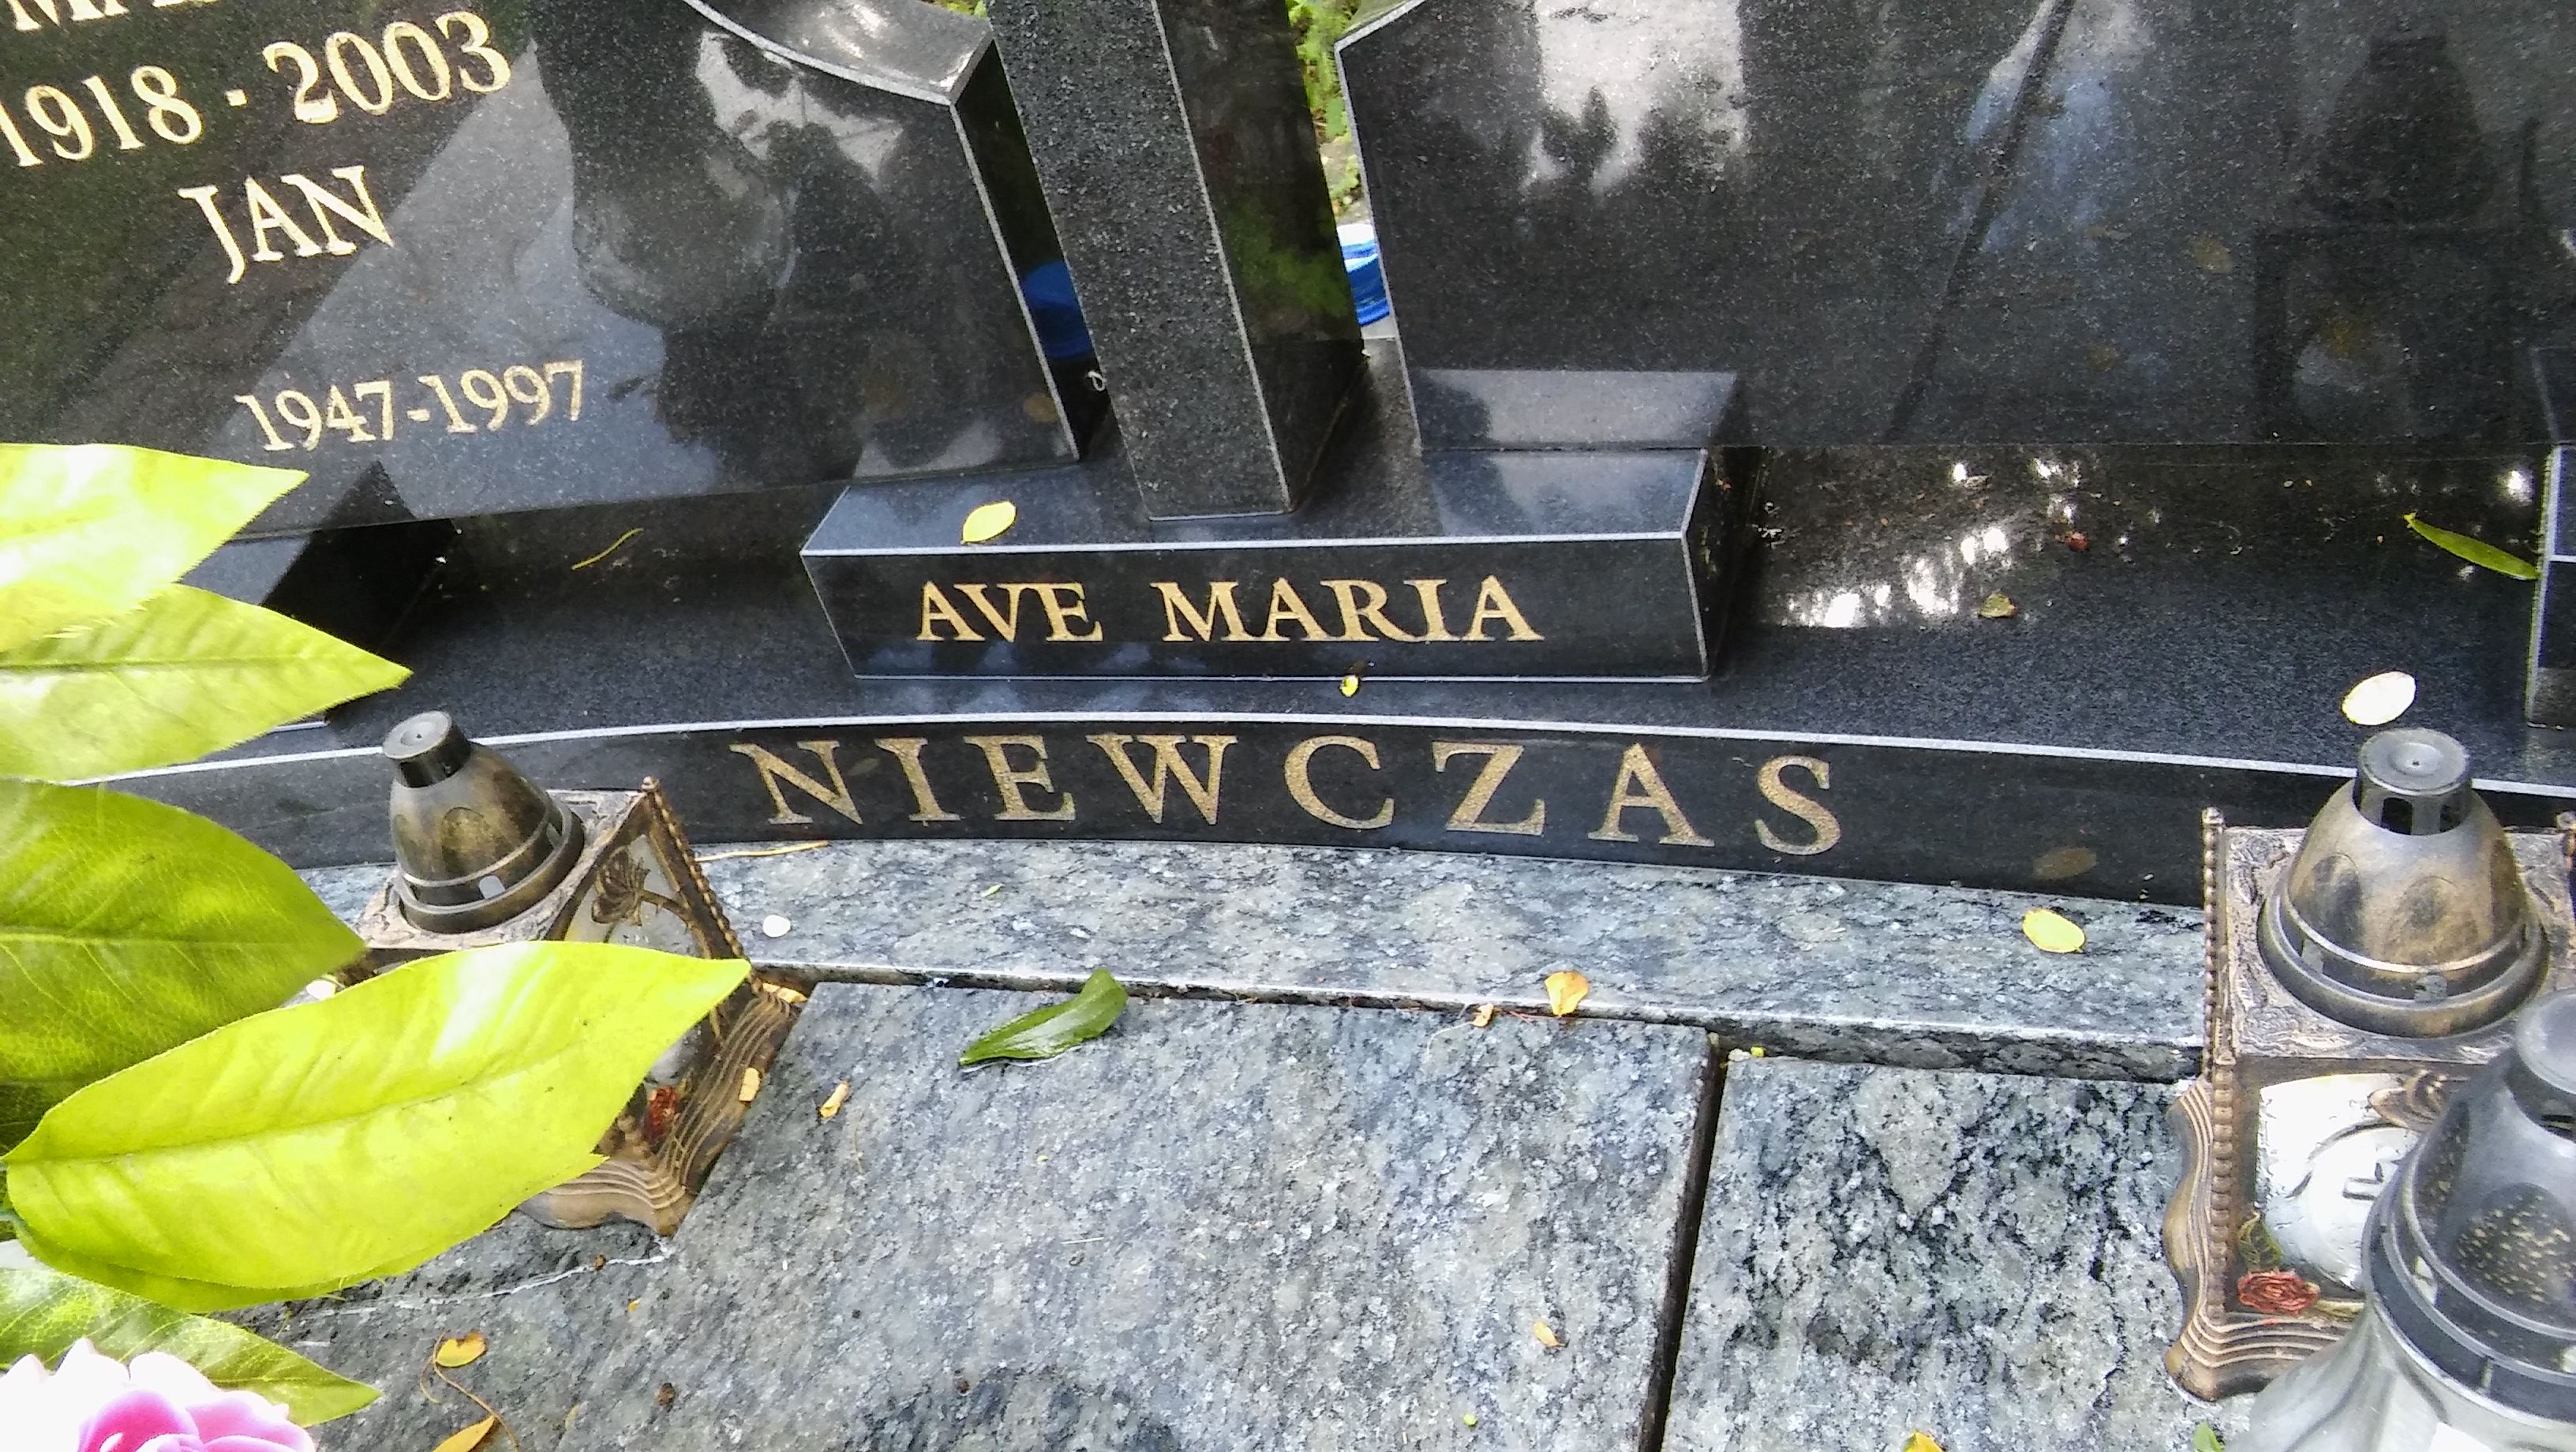 1918 - 2003
JAN
1947-1997
AVE MARIA
NIEWCZAS